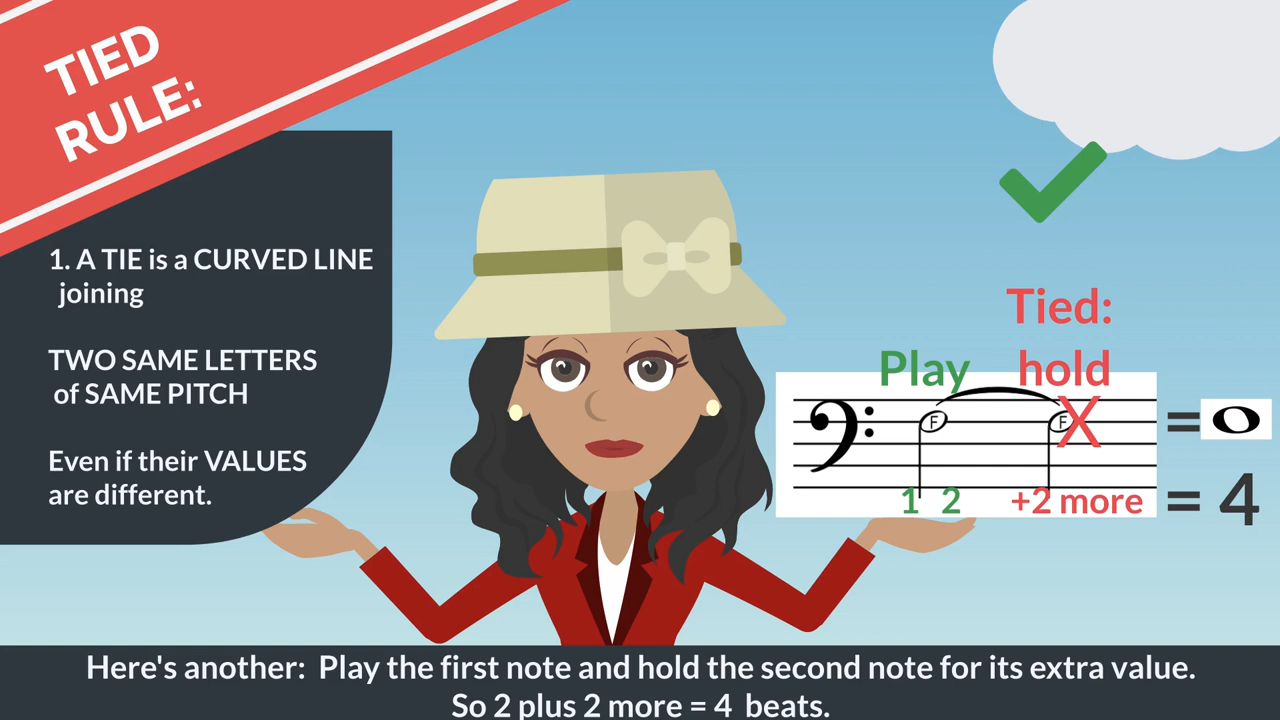 TIED
RULE:
1. A TIE is a CURVED LINE
joining
TWO SAME LETTERS
of SAME PITCH
Even if their VALUES
are different.
Tied:
Play hold
F F X =
1 2 +2 more = 4
Here's another: Play the first note and hold the second note for its extra value.
So 2 plus 2 more = 4 beats.